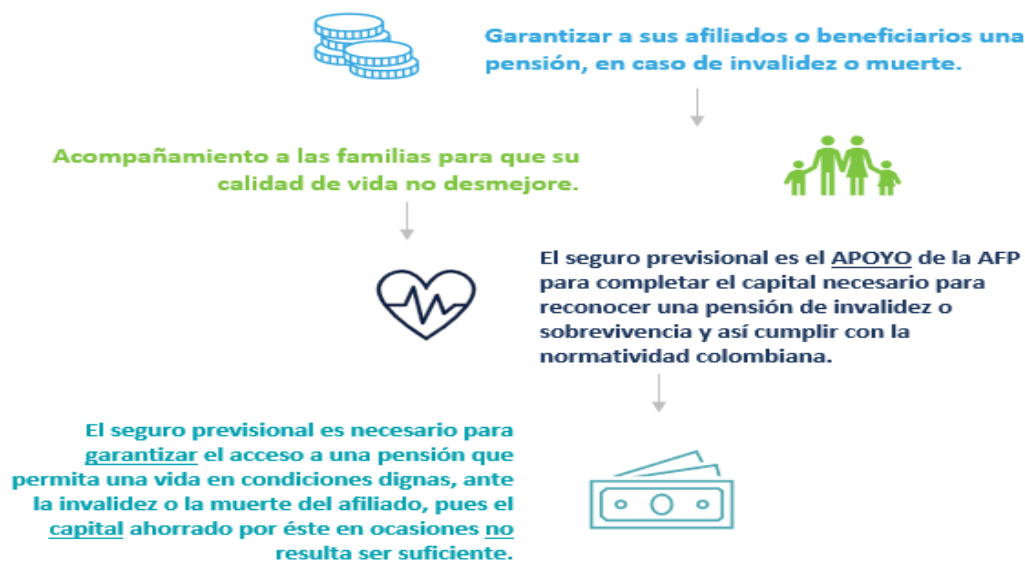 Garantizar a sus afiliados o beneficiarios una
pensión, en caso de invalidez o muerte.
Acompañamiento a las familias para que su
calidad de vida no desmejore.
El seguro previsional es el APOYO de la AFP
para completar el capital necesario para
reconocer una pensión de invalidez o
sobrevivencia y así cumplir con la
normatividad colombiana.
El seguro previsional es necesario para
garantizar el acceso a una pensión que
permita una vida en condiciones dignas, ante
la invalidez o la muerte del afiliado, pues el
capital ahorrado por éste en ocasiones no
resulta ser suficiente.